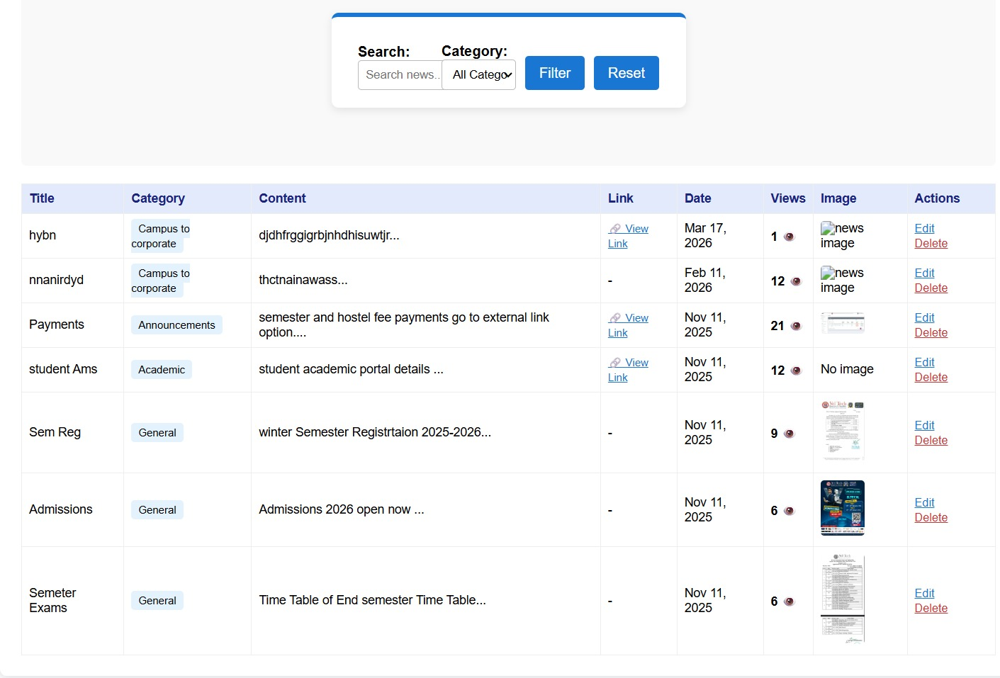 Search:
Category:
Search news..
All Catego
Filter
Reset
Title Category Content Link Date Views Image Actions
hybn
Campus to
corporate
djdhfrggigrbjnhdhisuwtjr...
View
Link
Mar 17,
2026
1
news
image
Edit
Delete
nnanirdyd
Campus to
corporate
thctnainawass...
-
Feb 11,
2026
12
news
image
Edit
Delete
Payments
Announcements
semester and hostel fee payments go to external link
option....
View
Link
Nov 11,
2025
21
Edit
Delete
student Ams
Academic
student academic portal details ...
View
Link
Nov 11,
2025
12
No image
Edit
Delete
Sem Reg
General
winter Semester Registrtaion 2025-2026...
-
Nov 11,
2025
9
Edit
Delete
Admissions
General
Admissions 2026 open now ...
-
Nov 11,
2025
6
B.TECH
Edit
Delete
Semeter
Exams
General
Time Table of End semester Time Table...
-
Nov 11,
2025
6
Edit
Delete